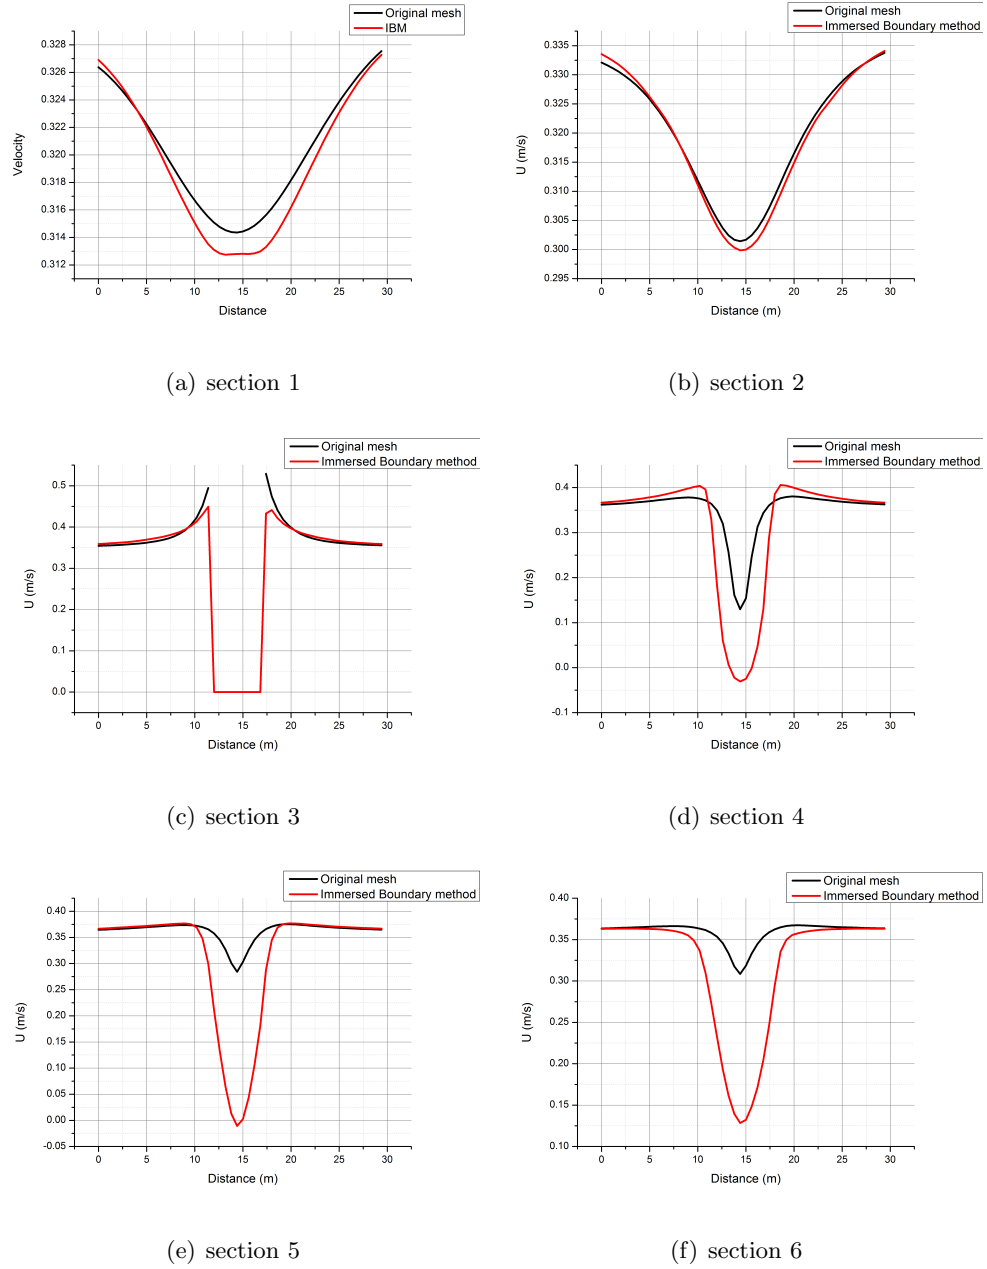 Original mesh
IBM
0.328
0.326
0.324
0.322
0.320
0.318
0.316
0.314
0.312
Velocity
0 5 10 15 20 25 30
Distance
(a) section 1
Original mesh
Immersed Boundary method
0.335
0.330
0.325
0.320
0.315
0.310
0.305
0.300
0.295
U (m/s)
0 5 10 15 20 25 30
Distance (m)
(b) section 2
Original mesh
Immersed Boundary method
0.5
0.4
0.3
0.2
0.1
0.0
U (m/s)
0 5 10 15 20 25 30
Distance (m)
(c) section 3
Original mesh
Immersed Boundary method
0.4
0.3
0.2
0.1
0.0
-0.1
U (m/s)
0 5 10 15 20 25 30
Distance (m)
(d) section 4
Original mesh
Immersed Boundary method
0.40
0.35
0.30
0.25
0.20
0.15
0.10
0.05
0.00
-0.05
U (m/s)
0 5 10 15 20 25 30
Distance (m)
(e) section 5
Original mesh
Immersed Boundary method
0.40
0.35
0.30
0.25
0.20
0.15
0.10
U (m/s)
0 5 10 15 20 25 30
Distance (m)
(f) section 6